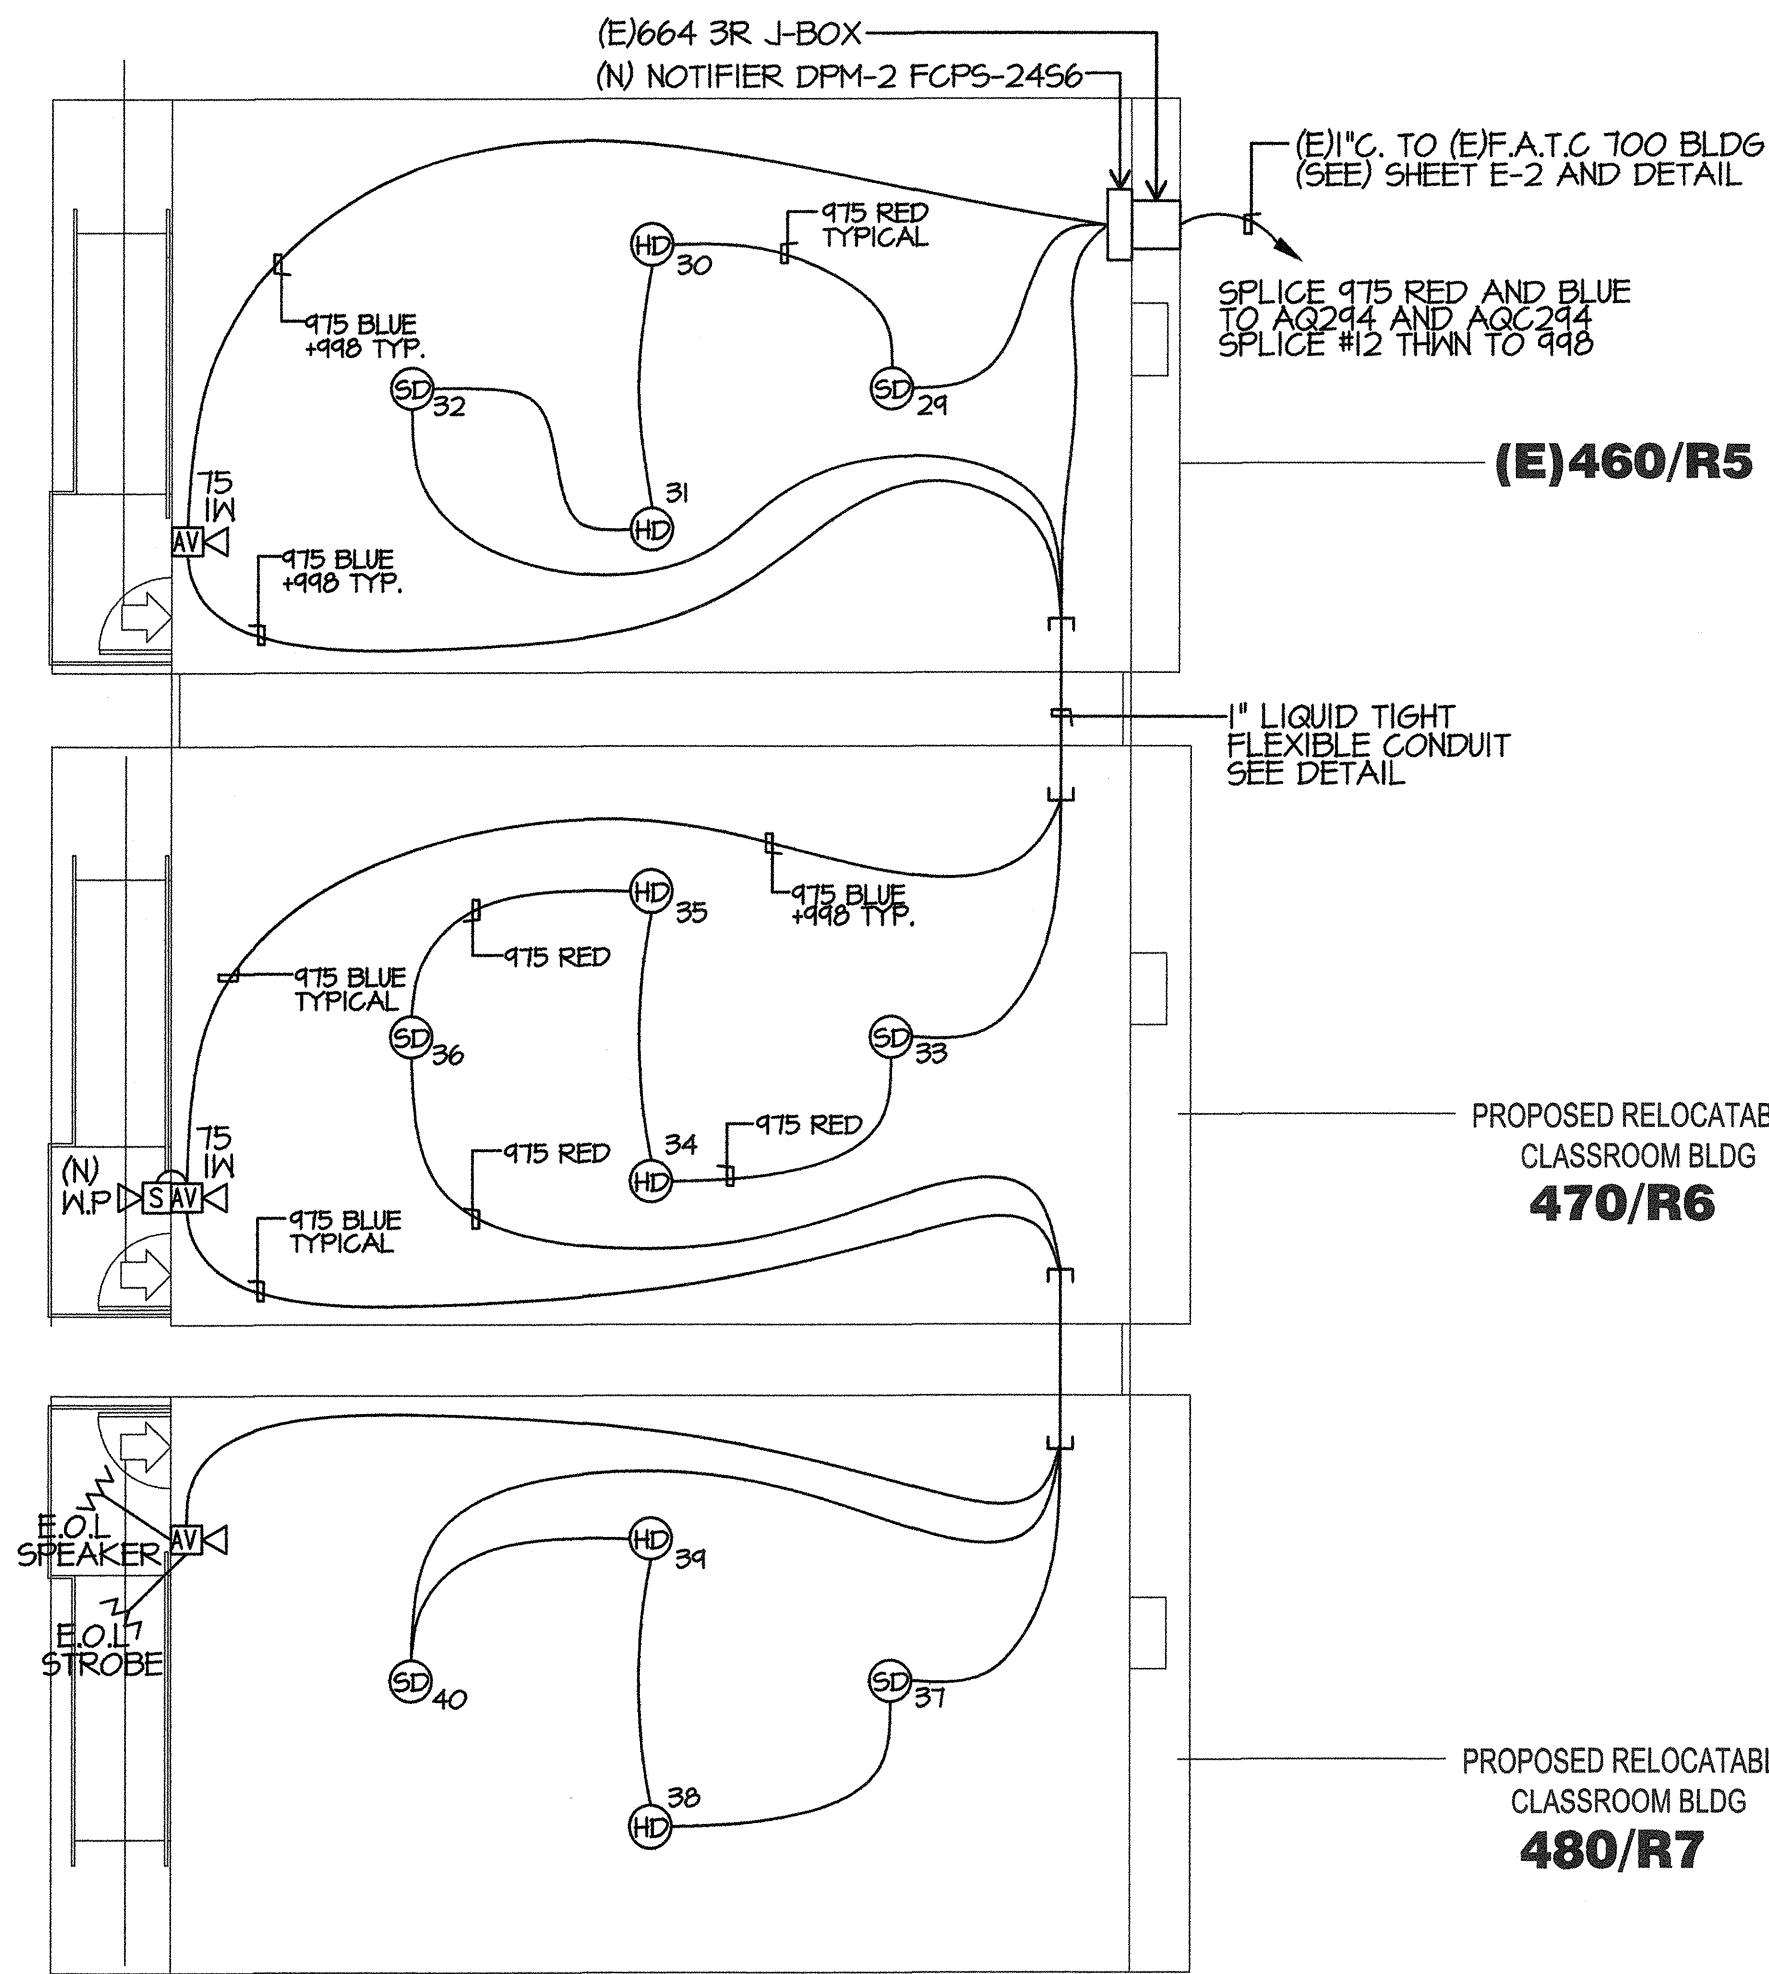 (E)664 3R J-BOX
(N) NOTIFIER DPM-2 FCPS-24S6
(E)1"C. TO (E)F.A.T.C 700 BLDG
(SEE) SHEET E-2 AND DETAIL
975 RED
TYPICAL
HD
30
SPLICE 975 RED AND BLUE
TO AQ294 AND AQC294
SPLICE #12 THWN TO 998
975 BLUE
+998 TYP.
SD
32
SD
29
(E)460/R5
75
1W
AV
31
HD
975 BLUE
+998 TYP.
1" LIQUID TIGHT
FLEXIBLE CONDUIT
SEE DETAIL
HD
35
975 BLUE
+998 TYP.
975 RED
975 BLUE
TYPICAL
SD
36
SD
33
PROPOSED RELOCATAB
CLASSROOM BLDG
470/R6
975 RED
75
1W
34
HD
975 RED
(N)
W.P
S
AV
975 BLUE
TYPICAL
E.O.L
SPEAKER
AV
HD
39
E.O.L
STROBE
SD
40
SD
37
PROPOSED RELOCATABL
CLASSROOM BLDG
480/R7
38
HD